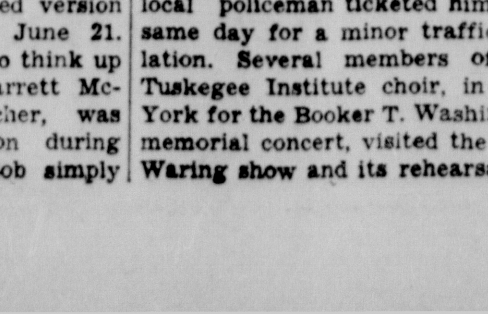 ed version
June 21.
o think up
rrett Mc-
her, was
on during
ob simply
local policeman ticketed him
same day for a minor traffi
lation. Several members o
Tuskegee Institute choir, in
York for the Booker T. Washi
memorial concert, visited the
Waring show and its rehears